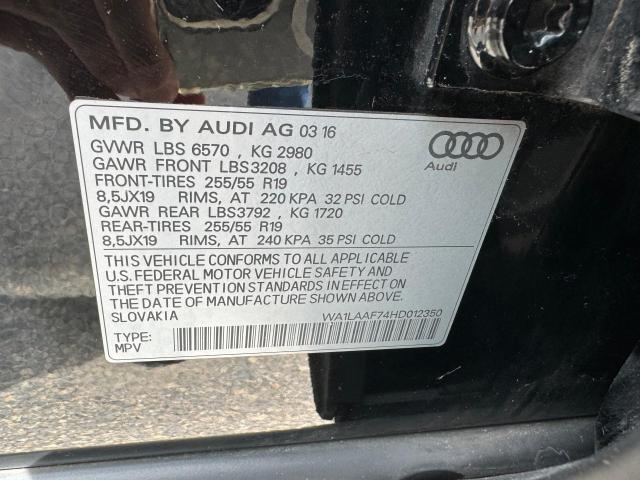 MFD. BY AUDI AG 03 16
GVWR LBS 6570 , KG 2980
GAWR FRONT LBS3208 , KG 1455
FRONT-TIRES 255/55 R19
8,5JX19 RIMS, AT 220 KPA 32 PSI COLD
GAWR REAR LBS3792 , KG 1720
REAR-TIRES 255/55 R19
8,5JX19 RIMS, AT 240 KPA 35 PSI COLD
Audi
THIS VEHICLE CONFORMS TO ALL APPLICABLE
U.S. FEDERAL MOTOR VEHICLE SAFETY AND
THEFT PREVENTION STANDARDS IN EFFECT ON
THE DATE OF MANUFACTURE SHOWN ABOVE.
SLOVAKIA WA1LAAF74HD012350
TYPE:
MPV